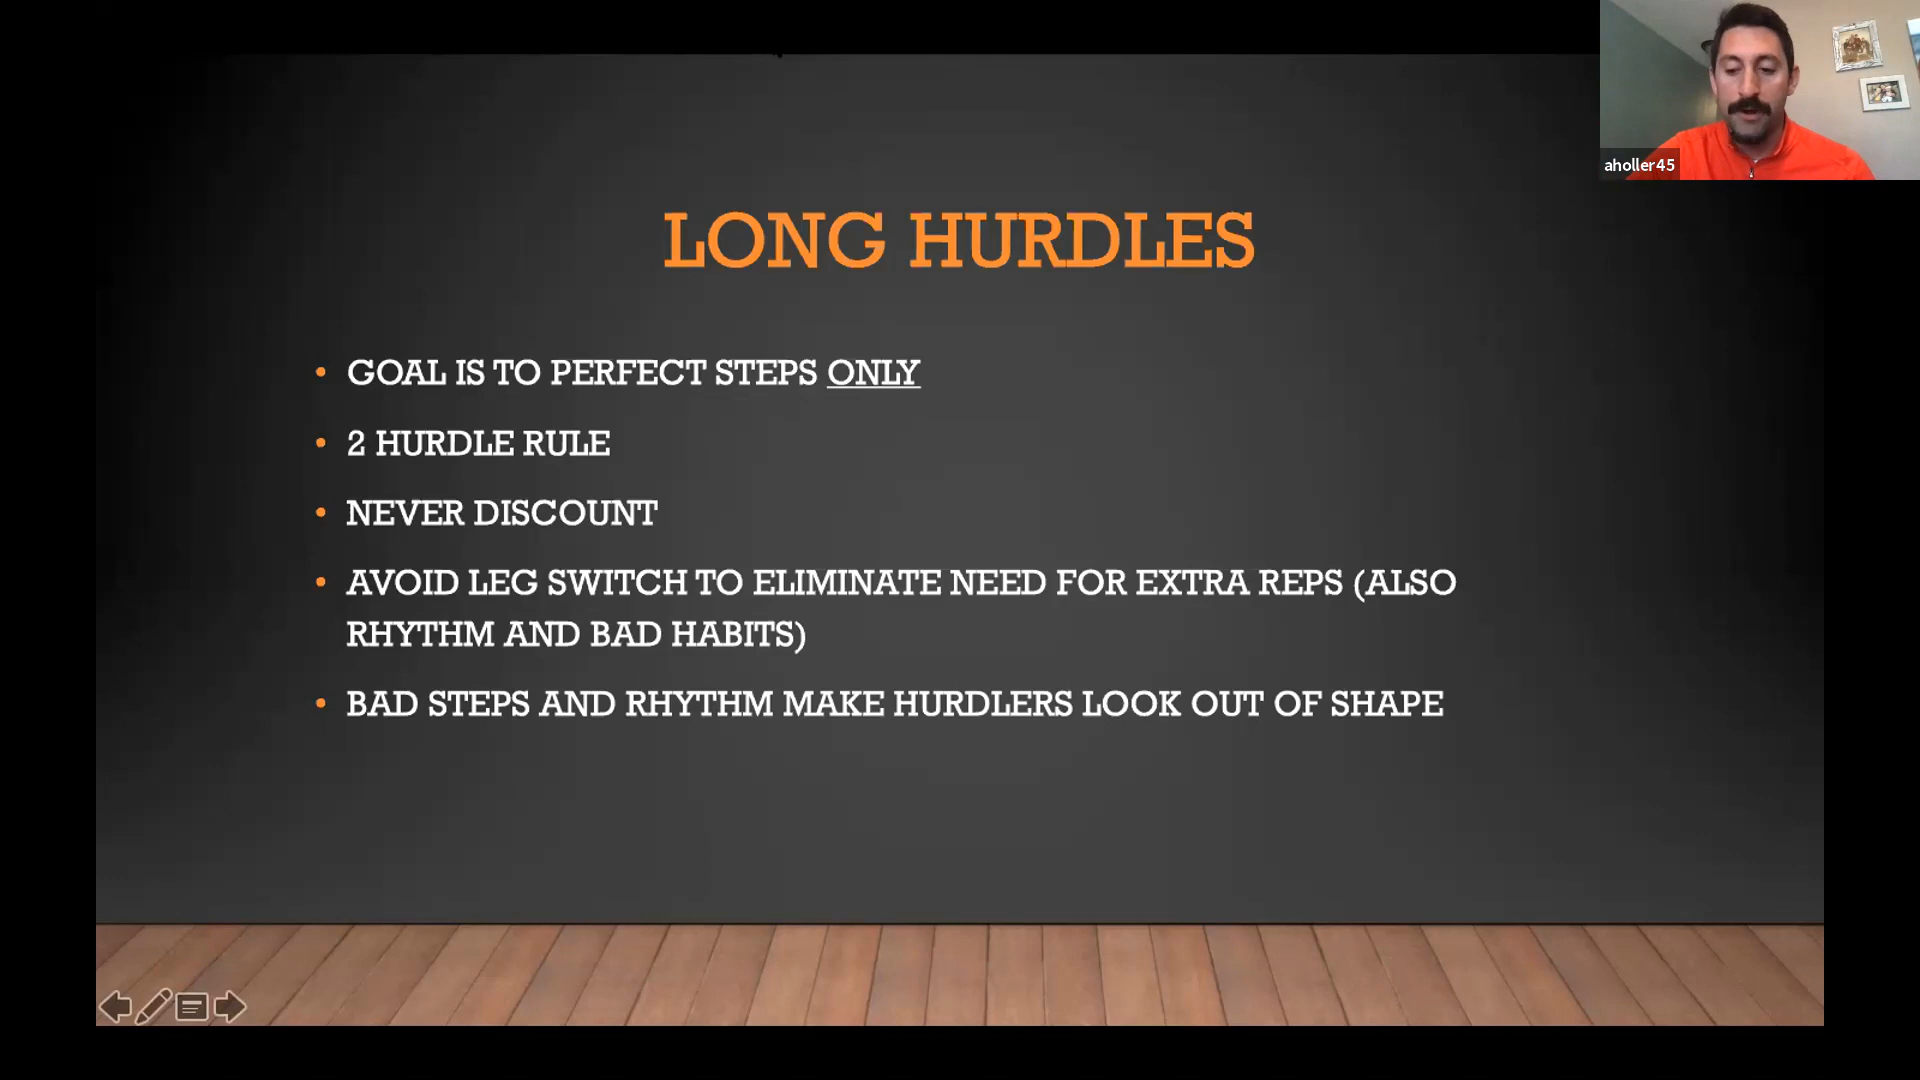 aholler45
LONG HURDLES
• GOAL IS TO PERFECT STEPS ONLY
• 2 HURDLE RULE
• NEVER DISCOUNT
• AVOID LEG SWITCH TO ELIMINATE NEED FOR EXTRA REPS (ALSO
RHYTHM AND BAD HABITS)
• BAD STEPS AND RHYTHM MAKE HURDLERS LOOK OUT OF SHAPE